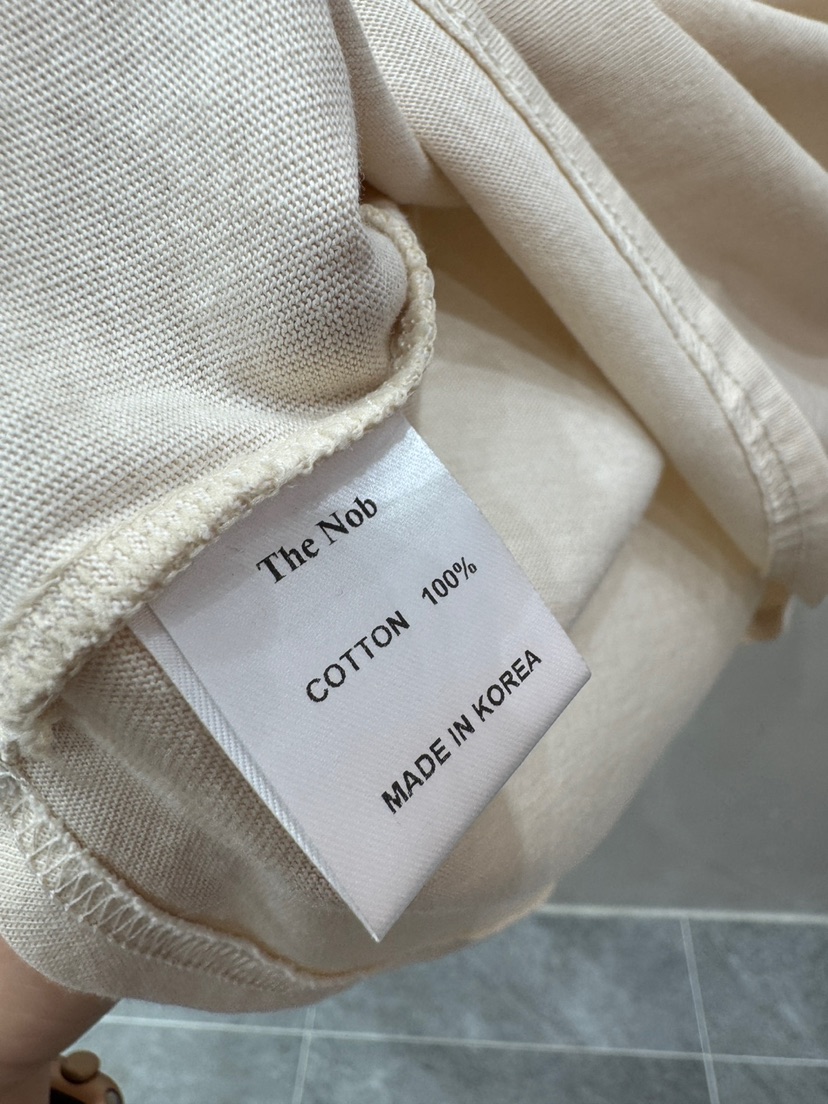 The Nob
COTTON 100%
MADE IN KOREA